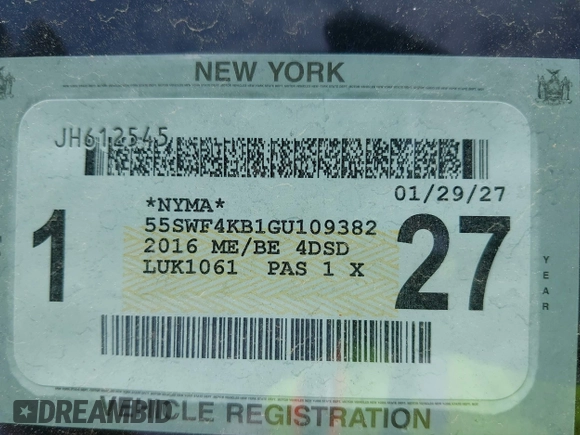 NEW YORK
JH612545
01/29/27
*NYMA*
55SWF4KB1GU109382
2016 ME/BE 4DSD
LUK1061 PAS 1 X
1
27
YEAR
VEHICLE REGISTRATION
DREAMBID